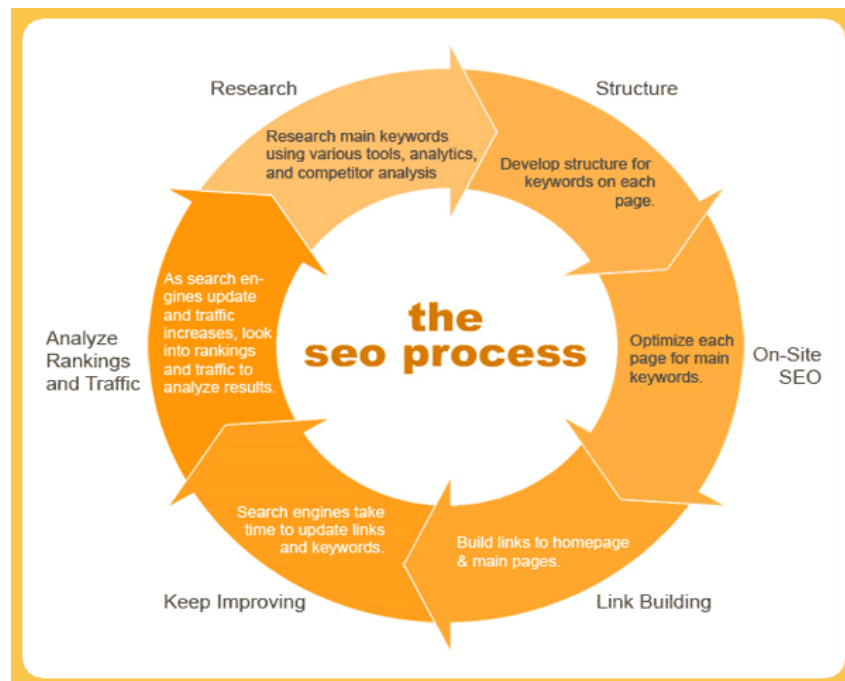 Research
Research main keywords
using various tools, analytics,
and competitor analysis
Structure
Develop structure for
keywords on each
page.
On-Site
SEO
Optimize each
page for main
keywords.
Link Building
Build links to homepage
& main pages.
Keep Improving
Search engines take
time to update links
and keywords.
Analyze
Rankings
and Traffic
As search en-
gines update
and traffic
increases, look
into rankings
and traffic to
analyze results.
the
seo process